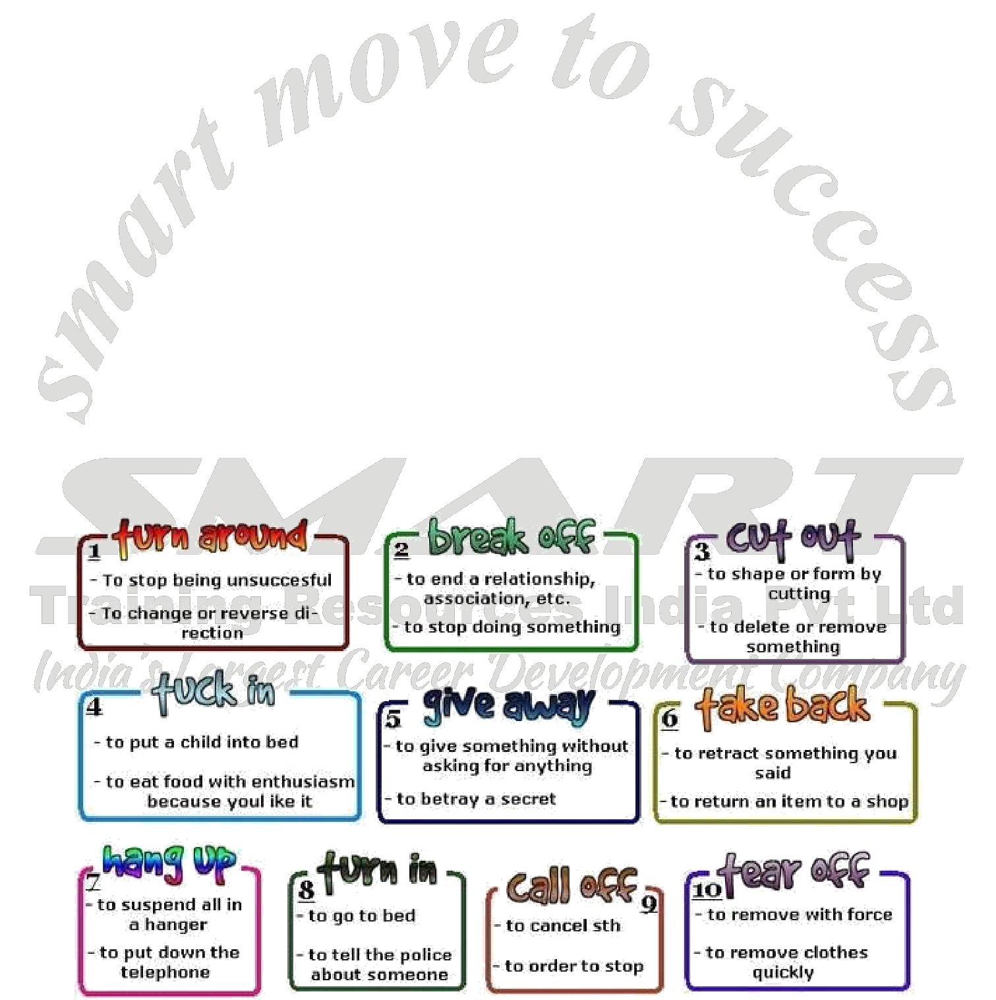 smart move to success
SMART
Training Resources India Pvt Ltd
India's Largest Career Development Company
1 turn around
- To stop being unsuccesful
- To change or reverse di-
rection
2 break off
- to end a relationship,
association, etc.
- to stop doing something
3 cut out
- to shape or form by
cutting
- to delete or remove
something
4 tuck in
- to put a child into bed
- to eat food with enthusiasm
because youl ike it
5 give away
- to give something without
asking for anything
- to betray a secret
6 take back
- to retract something you
said
- to return an item to a shop
7 hang up
- to suspend all in
a hanger
- to put down the
telephone
8 turn in
- to go to bed
- to tell the police
about someone
call off 9
- to cancel sth
- to order to stop
10 tear off
- to remove with force
- to remove clothes
quickly